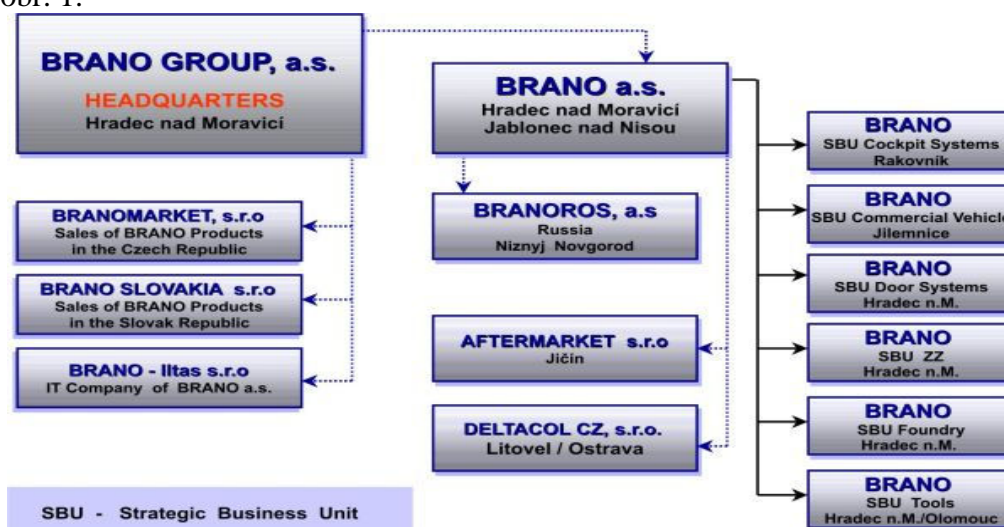 obr. 1.
BRANO GROUP, a.s.
HEADQUARTERS
Hradec nad Moravicí
BRANOMARKET, s.r.o
Sales of BRANO Products
in the Czech Republic
BRANO SLOVAKIA s.r.o
Sales of BRANO Products
in the Slovak Republic
BRANO - Iltas s.r.o
IT Company of BRANO a.s.
SBU - Strategic Business Unit
BRANO a.s.
Hradec nad Moravicí
Jablonec nad Nisou
BRANOROS, a.s
Russia
Niznyj Novgorod
AFTERMARKET s.r.o
Jičín
DELTACOL CZ, s.r.o.
Litovel / Ostrava
BRANO
SBU Cockpit Systems
Rakovník
BRANO
SBU Commercial Vehicle
Jilemnice
BRANO
SBU Door Systems
Hradec n.M.
BRANO
SBU ZZ
Hradec n.M.
BRANO
SBU Foundry
Hradec n.M.
BRANO
SBU Tools
Hradec n.M./Olomouc